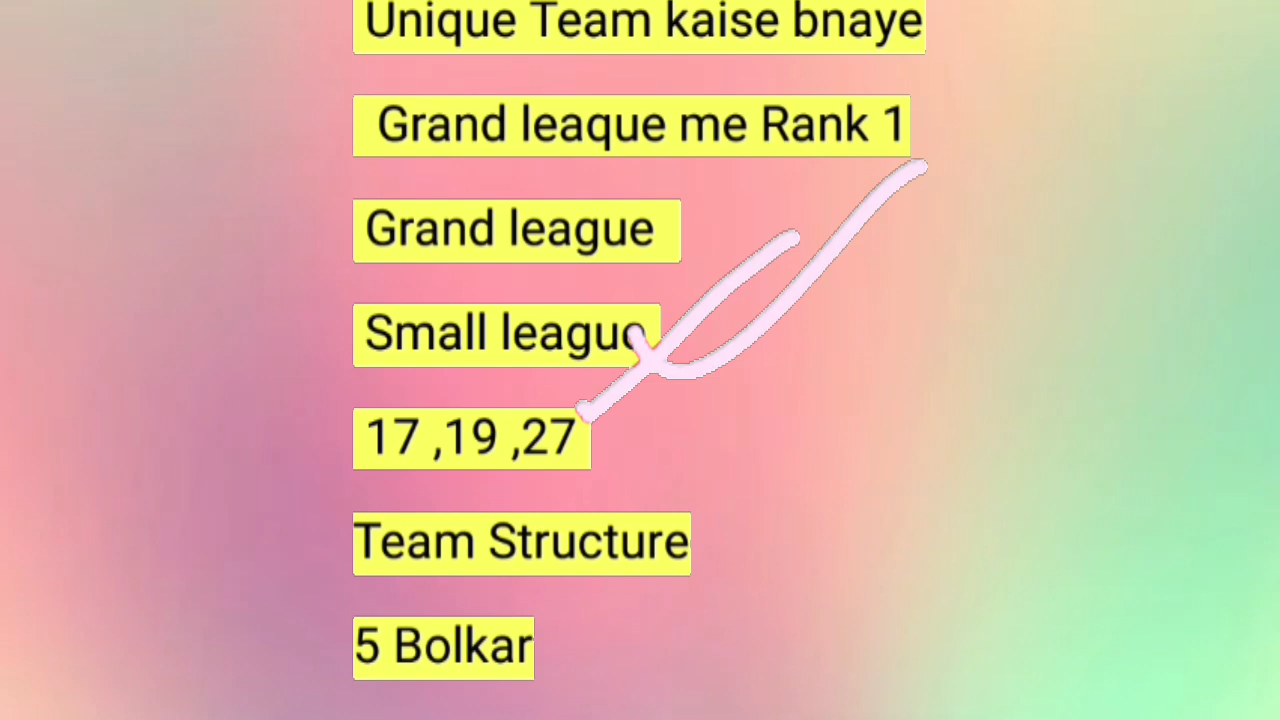 Unique Team kaise bnaye
Grand leaque me Rank 1
Grand league
Small league
17 ,19 ,27
Team Structure
5 Bolkar